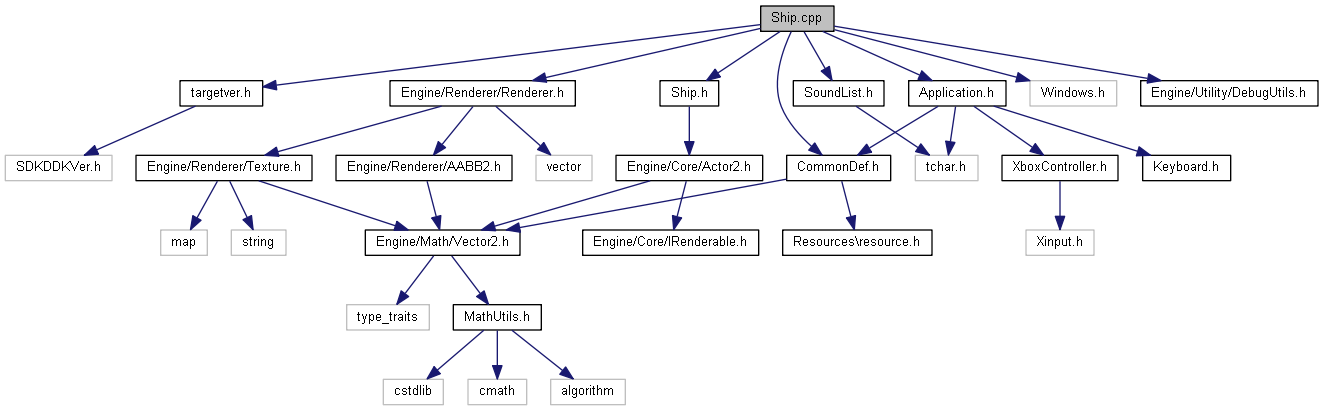 Ship.cpp
targetver.h
Engine/Renderer/Renderer.h
Ship.h
SoundList.h
Application.h
Windows.h
Engine/Utility/DebugUtils.h
SDKDDKVer.h
Engine/Renderer/Texture.h
Engine/Renderer/AABB2.h
vector
Engine/Core/Actor2.h
CommonDef.h
tchar.h
XboxController.h
Keyboard.h
map
string
Engine/Math/Vector2.h
Engine/Core/IRenderable.h
Resources\resource.h
Xinput.h
type_traits
MathUtils.h
cstdlib
cmath
algorithm